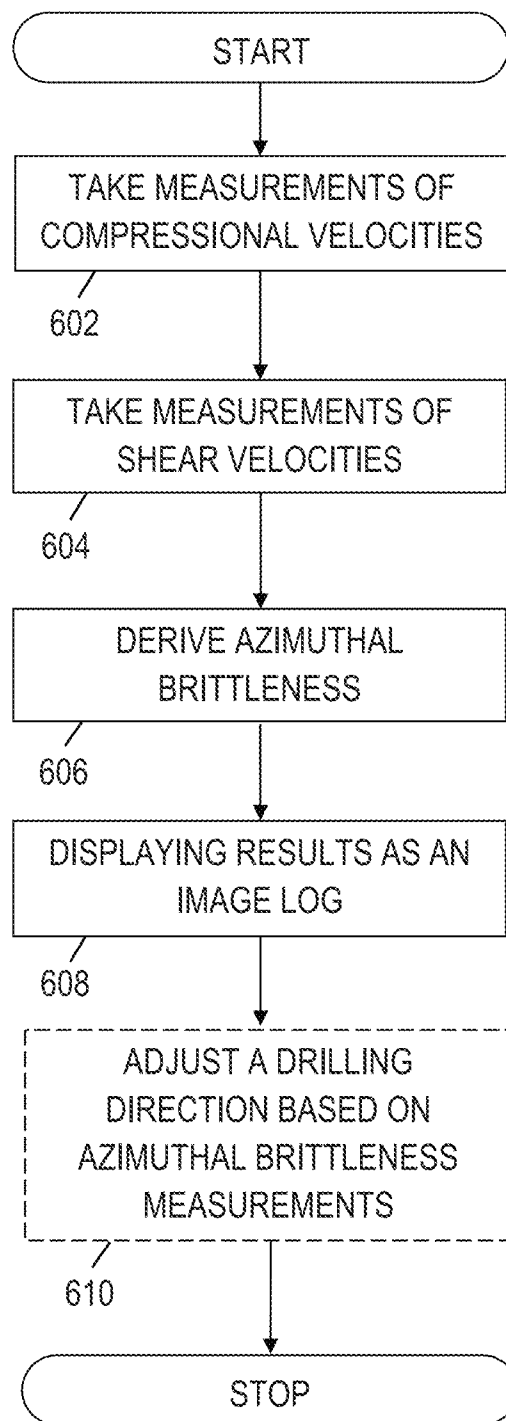 START
TAKE MEASUREMENTS OF
COMPRESSIONAL VELOCITIES
602
TAKE MEASUREMENTS OF
SHEAR VELOCITIES
604
DERIVE AZIMUTHAL
BRITTLENESS
606
DISPLAYING RESULTS AS AN
IMAGE LOG
608
ADJUST A DRILLING
DIRECTION BASED ON
AZIMUTHAL BRITTLENESS
MEASUREMENTS
610
STOP